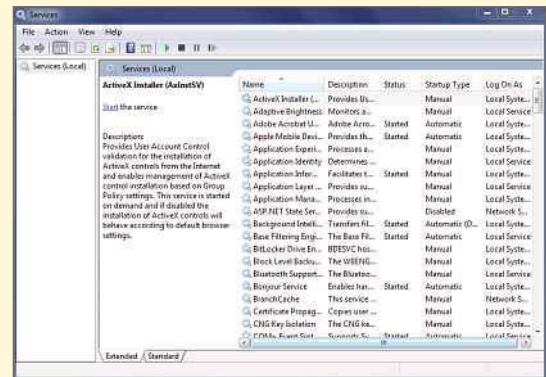 Services
File Action View Help
Services (Local)
Services (Local)
ActiveX Installer (AxInstSV)
Start the service
Description:
Provides User Account Control
validation for the installation of
ActiveX controls from the Internet
and enables management of ActiveX
control installation based on Group
Policy settings. This service is started
on demand and if disabled the
installation of ActiveX controls will
behave according to default browser
settings.
Name Description Status Startup Type Log On As
ActiveX Installer (... Provides Us... Manual Local Syste...
Adaptive Brightness Monitors a... Manual Local Service
Adobe Acrobat U... Adobe Acro... Started Automatic Local Syste...
Apple Mobile Devi... Provides th... Started Automatic Local Syste...
Application Experi... Processes a... Manual Local Syste...
Application Identity Determines ... Manual Local Service
Application Infor... Facilitates t... Started Manual Local Syste...
Application Layer ... Provides su... Manual Local Service
Application Mana... Processes in... Manual Local Syste...
ASP.NET State Ser... Provides su... Disabled Network S...
Background Intelli... Transfers fil... Started Automatic (D... Local Syste...
Base Filtering Engi... The Base Fil... Started Automatic Local Service
BitLocker Drive En... BDESVC hos... Manual Local Syste...
Block Level Backu... The WBENG... Manual Local Syste...
Bluetooth Support... The Bluetoo... Manual Local Service
Bonjour Service Enables har... Started Automatic Local Syste...
BranchCache This service ... Manual Network S...
Certificate Propag... Copies user ... Manual Local Syste...
CNG Key Isolation The CNG ke... Manual Local Syste...
COM+ Event Syst... Supports Sy... Started Automatic Local Service
Extended Standard